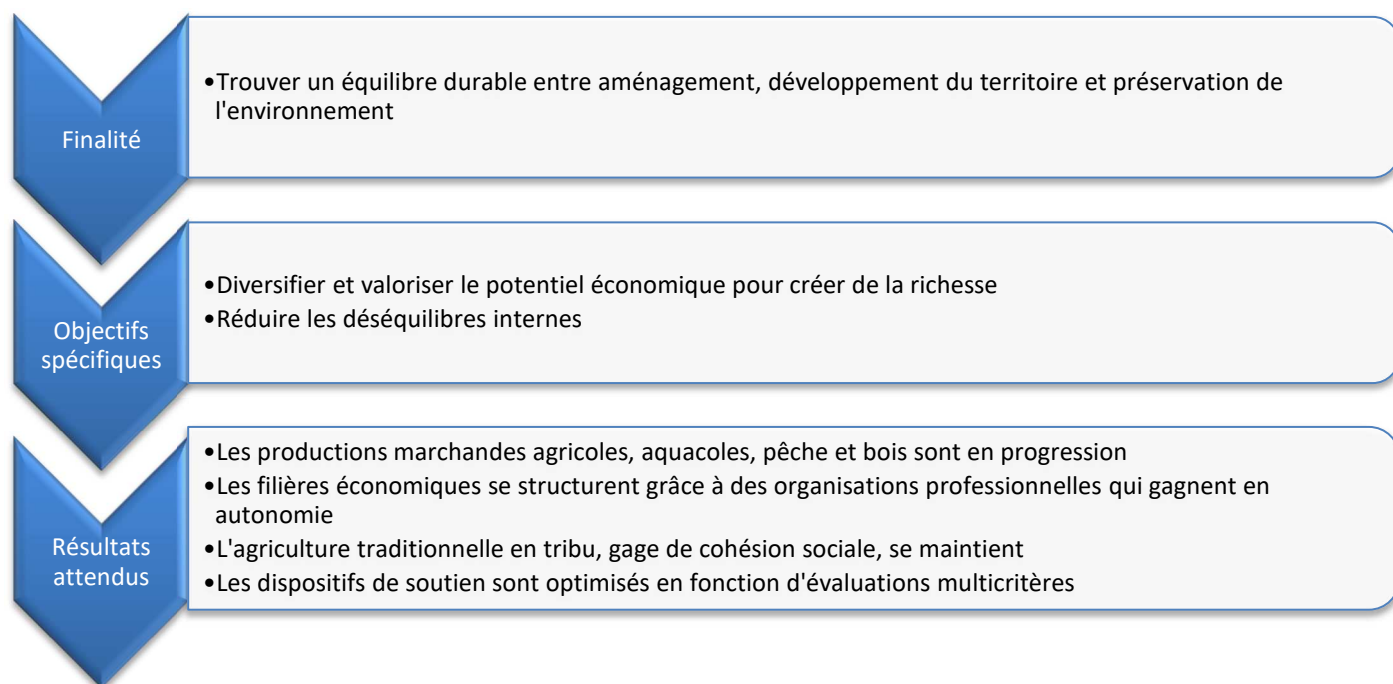 Finalité
•Trouver un équilibre durable entre aménagement, développement du territoire et préservation de
l'environnement
Objectifs
spécifiques
•Diversifier et valoriser le potentiel économique pour créer de la richesse
•Réduire les déséquilibres internes
Résultats
attendus
•Les productions marchandes agricoles, aquacoles, pêche et bois sont en progression
•Les filières économiques se structurent grâce à des organisations professionnelles qui gagnent en
autonomie
•L'agriculture traditionnelle en tribu, gage de cohésion sociale, se maintient
•Les dispositifs de soutien sont optimisés en fonction d'évaluations multicritères